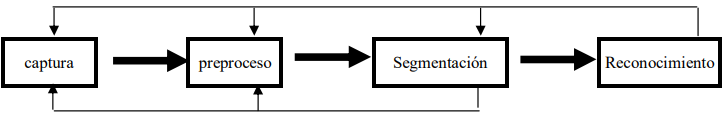 captura
preproceso
Segmentación
Reconocimiento